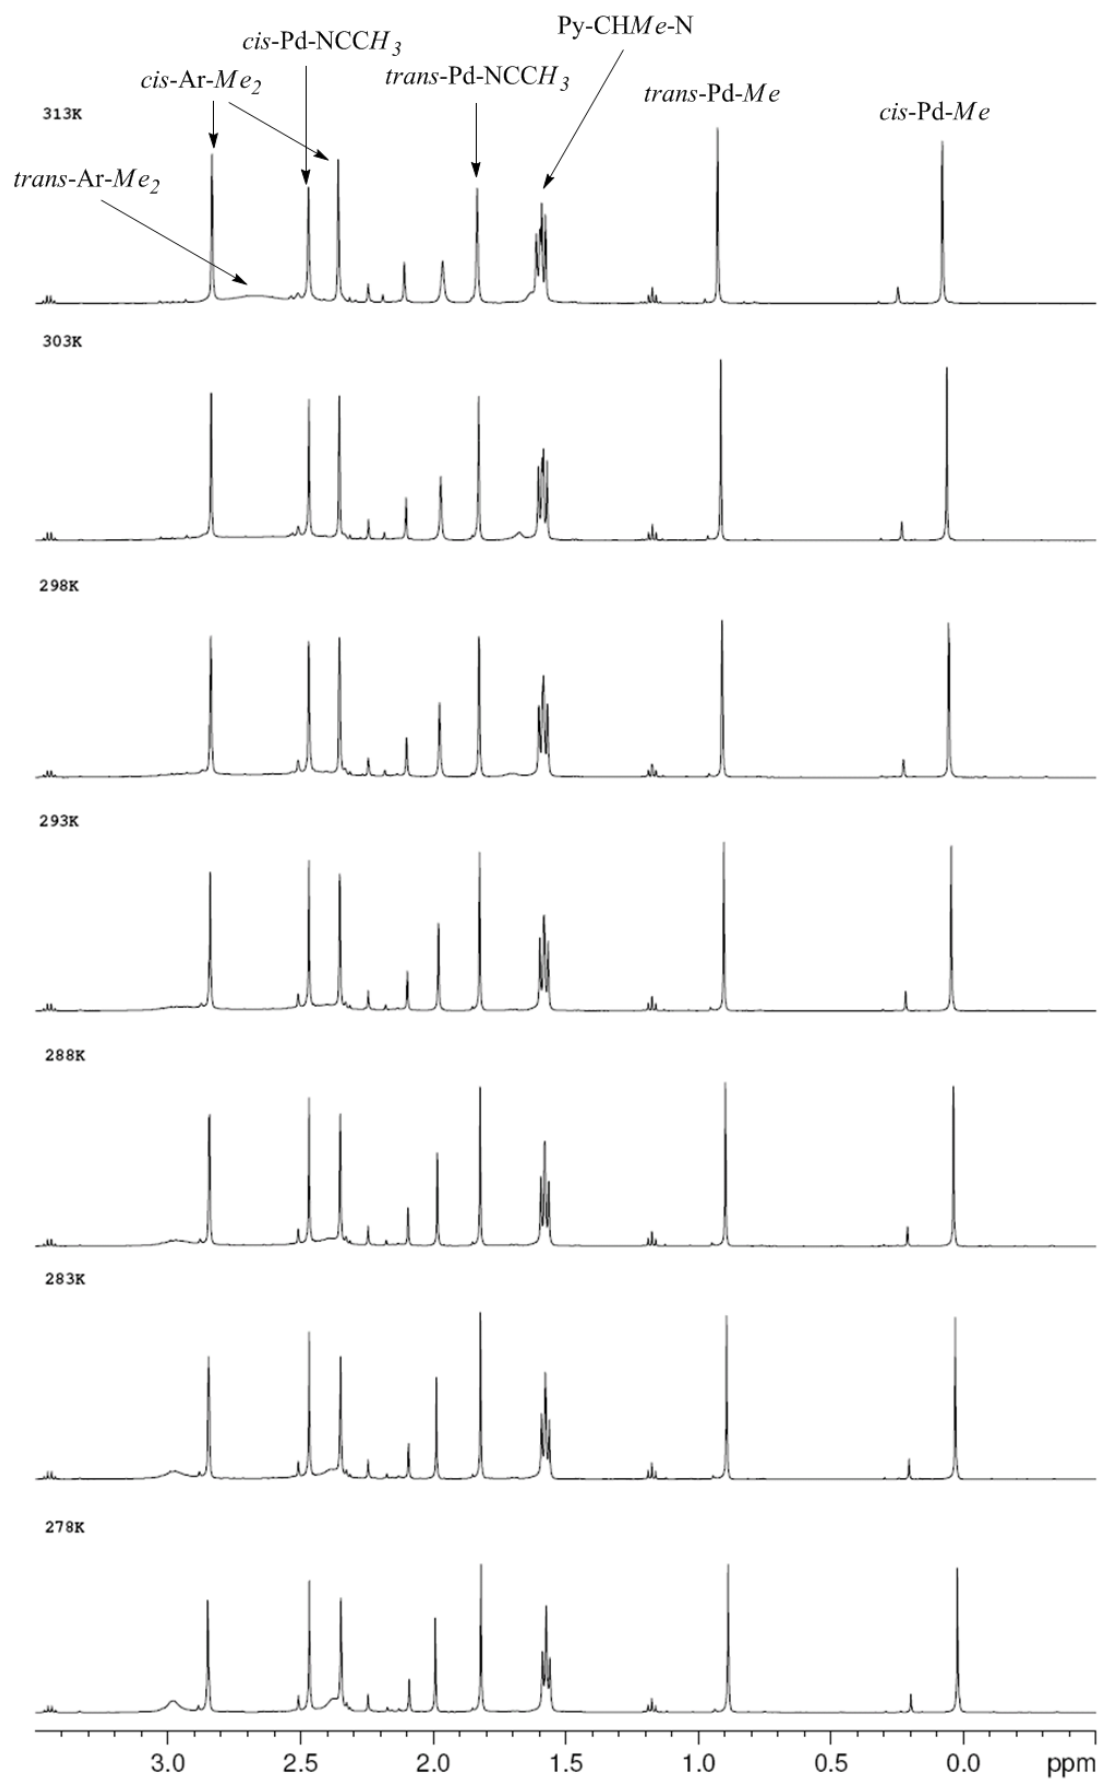 Py-CHMe-N
cis-Pd-NCCH3
trans-Pd-NCCH3
cis-Ar-Me2
trans-Pd-Me
cis-Pd-Me
313K
trans-Ar-Me2
303K
298K
293K
288K
283K
278K
3.0 2.5 2.0 1.5 1.0 0.5 0.0 ppm